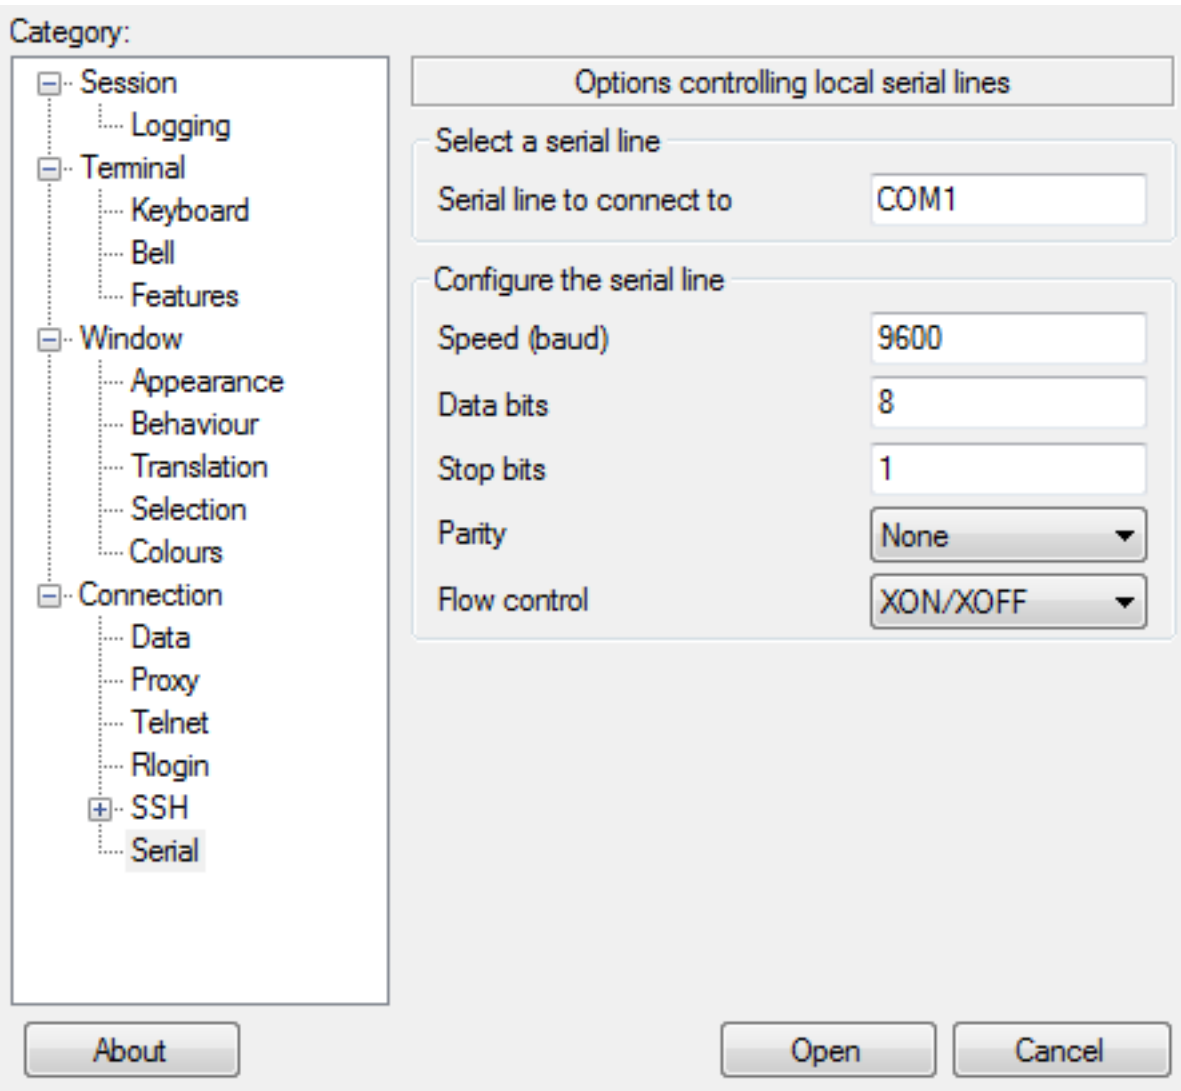 Category:
Session
Logging
Terminal
Keyboard
Bell
Features
Window
Appearance
Behaviour
Translation
Selection
Colours
Connection
Data
Proxy
Telnet
Rlogin
SSH
Serial
Options controlling local serial lines
Select a serial line
Serial line to connect to COM1
Configure the serial line
Speed (baud) 9600
Data bits 8
Stop bits 1
Parity None
Flow control XON/XOFF
About Open Cancel